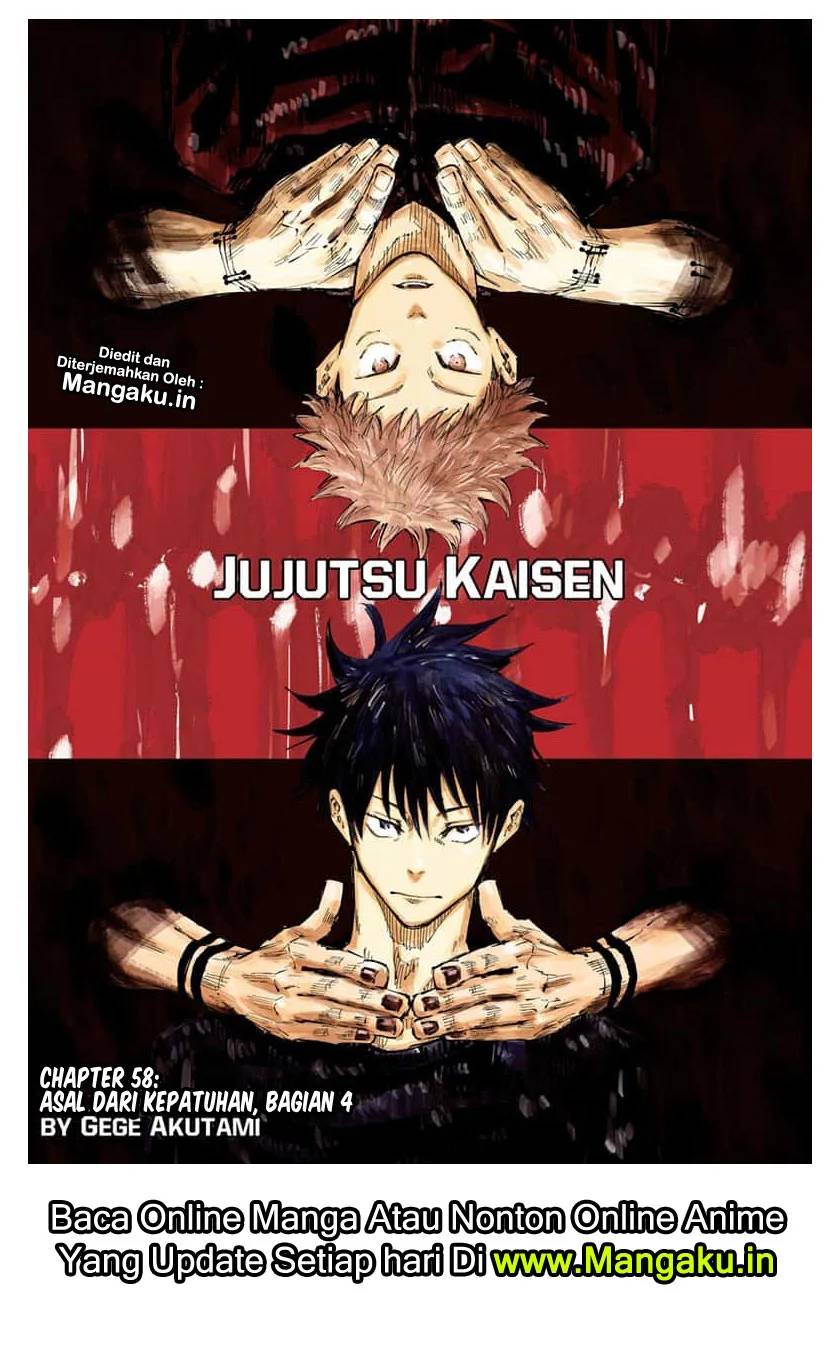 Diedit dan
Diterjemahkan Oleh :
Mangaku.in
JUJUTSU KAISEN
CHAPTER 58:
ASAL DARI KEPATUHAN, BAGIAN 4
BY GEGE AKUTAMI
Baca Online Manga Atau Nonton Online Anime
Yang Update Setiap hari Di www.Mangaku.in